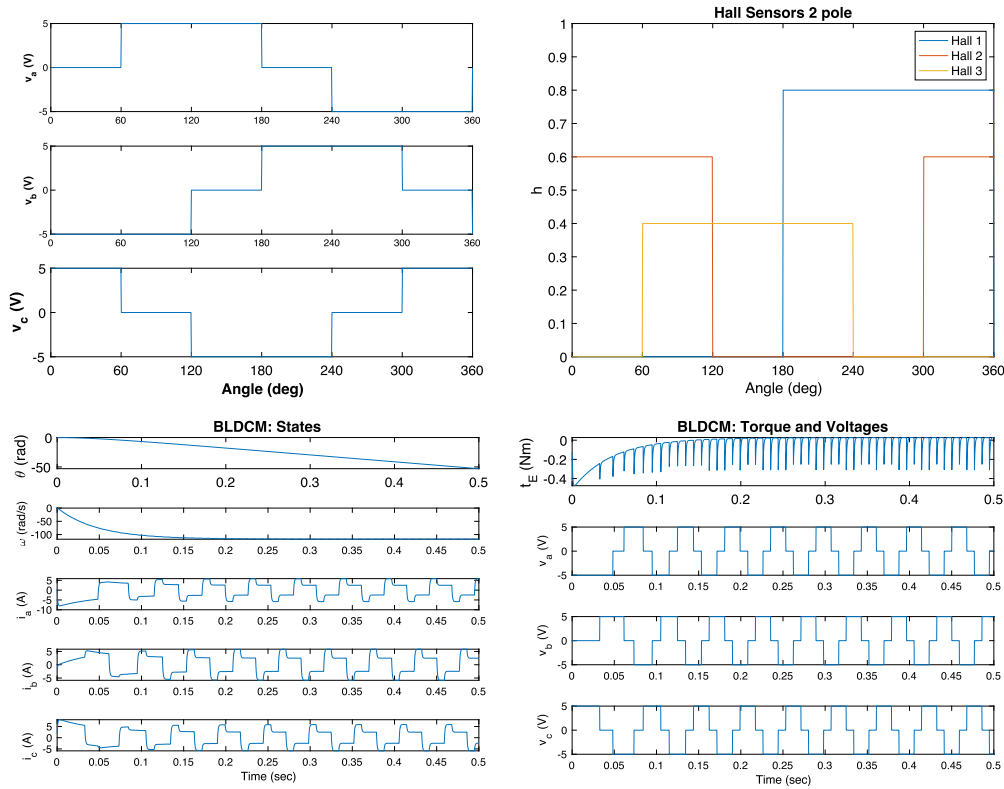 v_a (V)
5
0
-5
0 60 120 180 240 300 360
v_b (V)
5
0
-5
0 60 120 180 240 300 360
v_c (V)
5
0
-5
0 60 120 180 240 300 360
Angle (deg)
Hall Sensors 2 pole
Hall 1
Hall 2
Hall 3
h
1
0.9
0.8
0.7
0.6
0.5
0.4
0.3
0.2
0.1
0
0 60 120 180 240 300 360
Angle (deg)
BLDCM: States
θ (rad)
0
-50
0 0.1 0.2 0.3 0.4 0.5
ω (rad/s)
0
-50
-100
0 0.05 0.1 0.15 0.2 0.25 0.3 0.35 0.4 0.45 0.5
i_a (A)
5
0
-5
-10
0 0.05 0.1 0.15 0.2 0.25 0.3 0.35 0.4 0.45 0.5
i_b (A)
5
0
-5
0 0.05 0.1 0.15 0.2 0.25 0.3 0.35 0.4 0.45 0.5
i_c (A)
5
0
-5
0 0.05 0.1 0.15 0.2 0.25 0.3 0.35 0.4 0.45 0.5
Time (sec)
BLDCM: Torque and Voltages
t_E (Nm)
0
-0.2
-0.4
0 0.1 0.2 0.3 0.4 0.5
v_a (V)
5
0
-5
0 0.05 0.1 0.15 0.2 0.25 0.3 0.35 0.4 0.45 0.5
v_b (V)
5
0
-5
0 0.05 0.1 0.15 0.2 0.25 0.3 0.35 0.4 0.45 0.5
v_c (V)
5
0
-5
0 0.05 0.1 0.15 0.2 0.25 0.3 0.35 0.4 0.45 0.5
Time (sec)